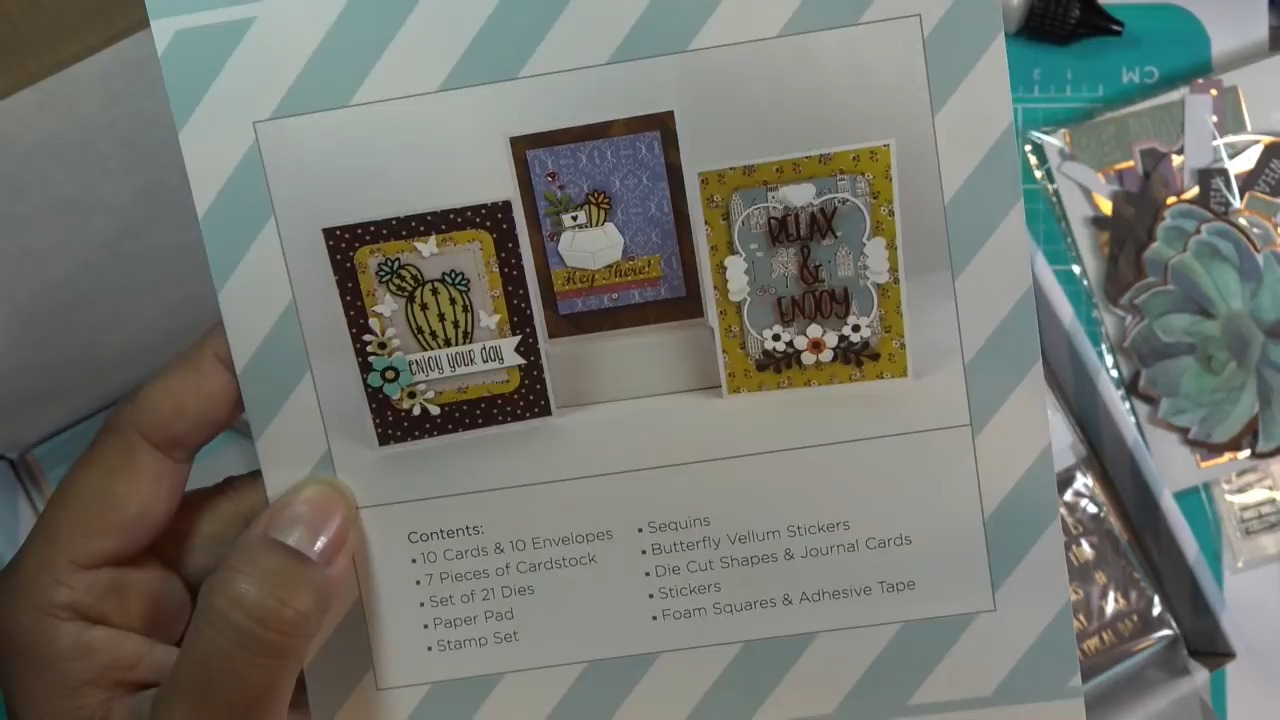 RELAX
&
ENJOY
Hey There!
ENJOY YOUR DAY
Contents:
▪ 10 Cards & 10 Envelopes
▪ 7 Pieces of Cardstock
▪ Set of 21 Dies
▪ Paper Pad
▪ Stamp Set
▪ Sequins
▪ Butterfly Vellum Stickers
▪ Die Cut Shapes & Journal Cards
▪ Stickers
▪ Foam Squares & Adhesive Tape
CM
1
2